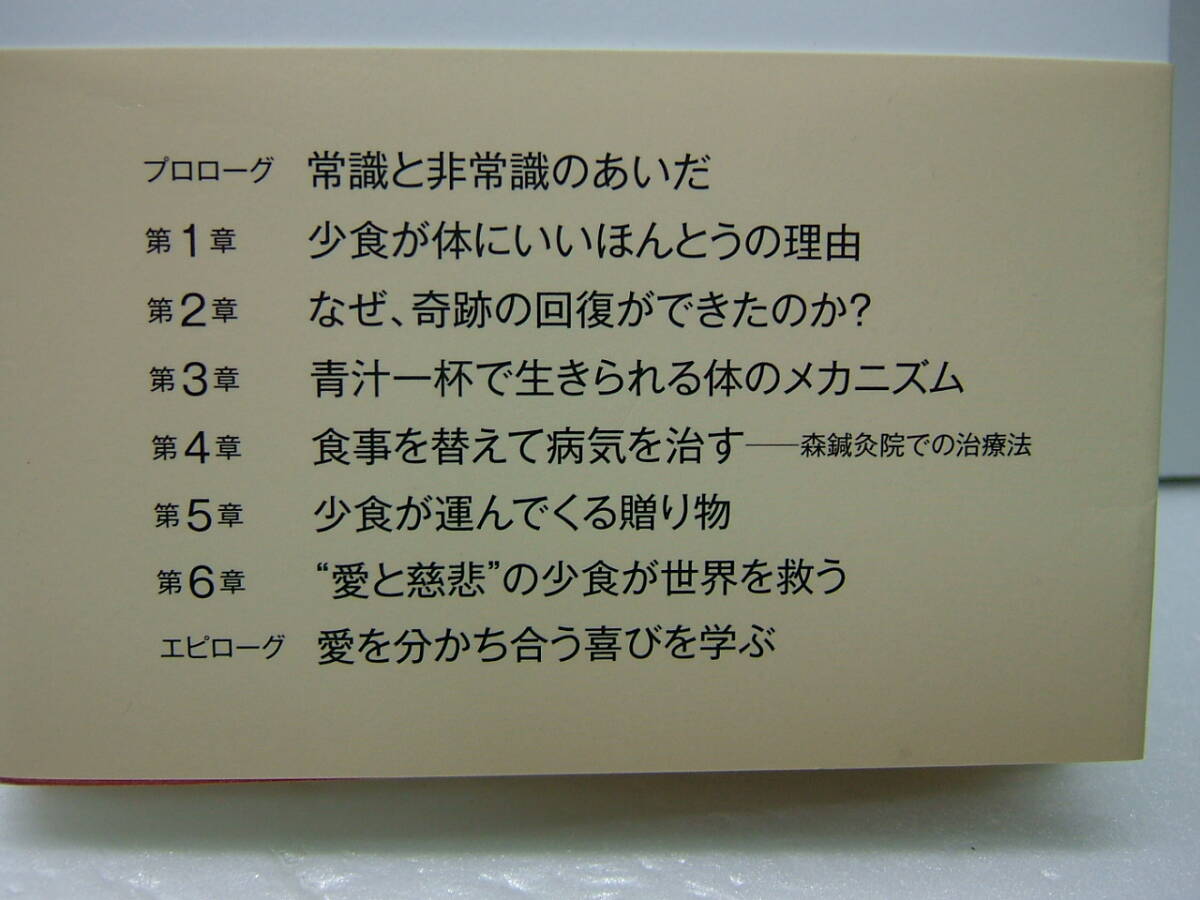 プロローグ 常識と非常識のあいだ
第1章 少食が体にいいほんとうの理由
第2章 なぜ、奇跡の回復ができたのか?
第3章 青汁一杯で生きられる体のメカニズム
第4章 食事を替えて病気を治す——森鍼灸院での治療法
第5章 少食が運んでくる贈り物
第6章 “愛と慈悲”の少食が世界を救う
エピローグ 愛を分かち合う喜びを学ぶ